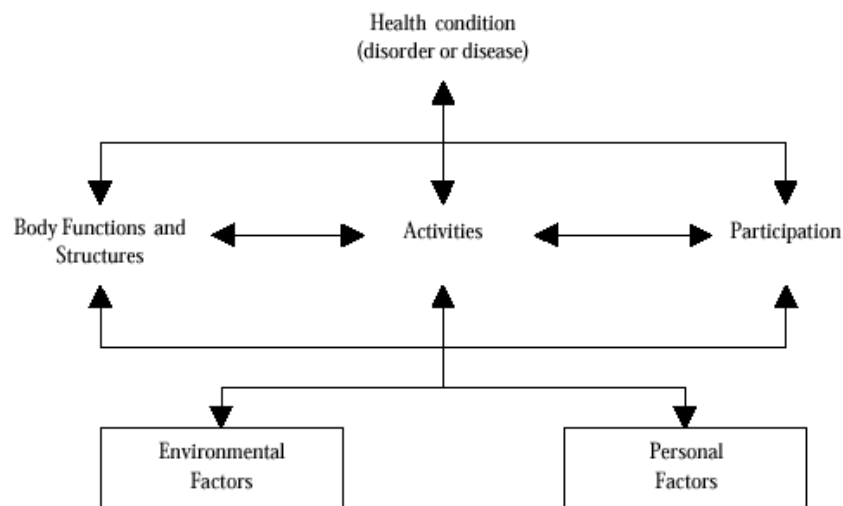 Health condition
(disorder or disease)
Body Functions and
Structures
Activities
Participation
Environmental
Factors
Personal
Factors